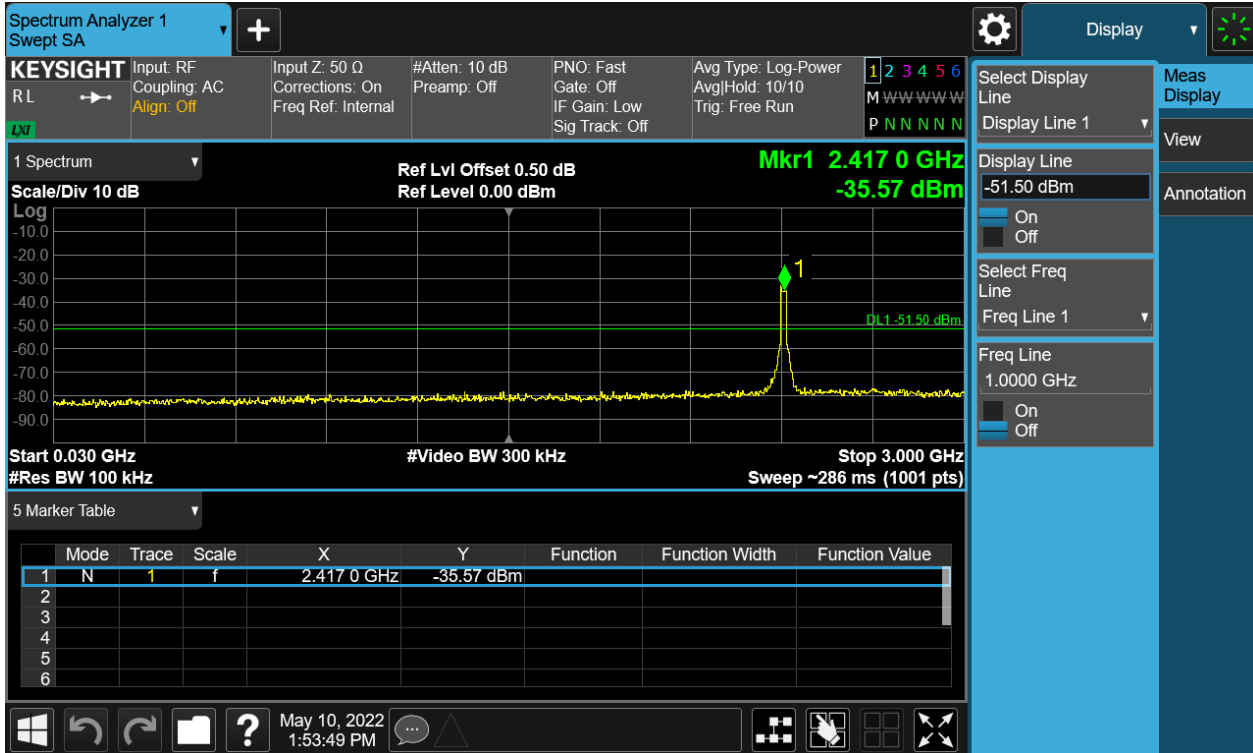 Spectrum Analyzer 1
Swept SA
Display
KEYSIGHT
RL
LXI
Input: RF
Coupling: AC
Align: Off
Input Z: 50 Ω
Corrections: On
Freq Ref: Internal
#Atten: 10 dB
Preamp: Off
PNO: Fast
Gate: Off
IF Gain: Low
Sig Track: Off
Avg Type: Log-Power
Avg|Hold: 10/10
Trig: Free Run
1 2 3 4 5 6
M W W W W W
P N N N N N
1 Spectrum
Scale/Div 10 dB
Ref Lvl Offset 0.50 dB
Ref Level 0.00 dBm
Mkr1 2.417 0 GHz
-35.57 dBm
Log
-10.0
-20.0
-30.0
-40.0
-50.0
-60.0
-70.0
-80.0
-90.0
1
DL1 -51.50 dBm
Start 0.030 GHz
#Video BW 300 kHz
Stop 3.000 GHz
#Res BW 100 kHz
Sweep ~286 ms (1001 pts)
5 Marker Table
Mode Trace Scale X Y Function Function Width Function Value
1 N 1 f 2.417 0 GHz -35.57 dBm
2
3
4
5
6
Select Display
Line
Display Line 1
Display Line
-51.50 dBm
On
Off
Select Freq
Line
Freq Line 1
Freq Line
1.0000 GHz
On
Off
Meas
Display
View
Annotation
?
May 10, 2022
1:53:49 PM